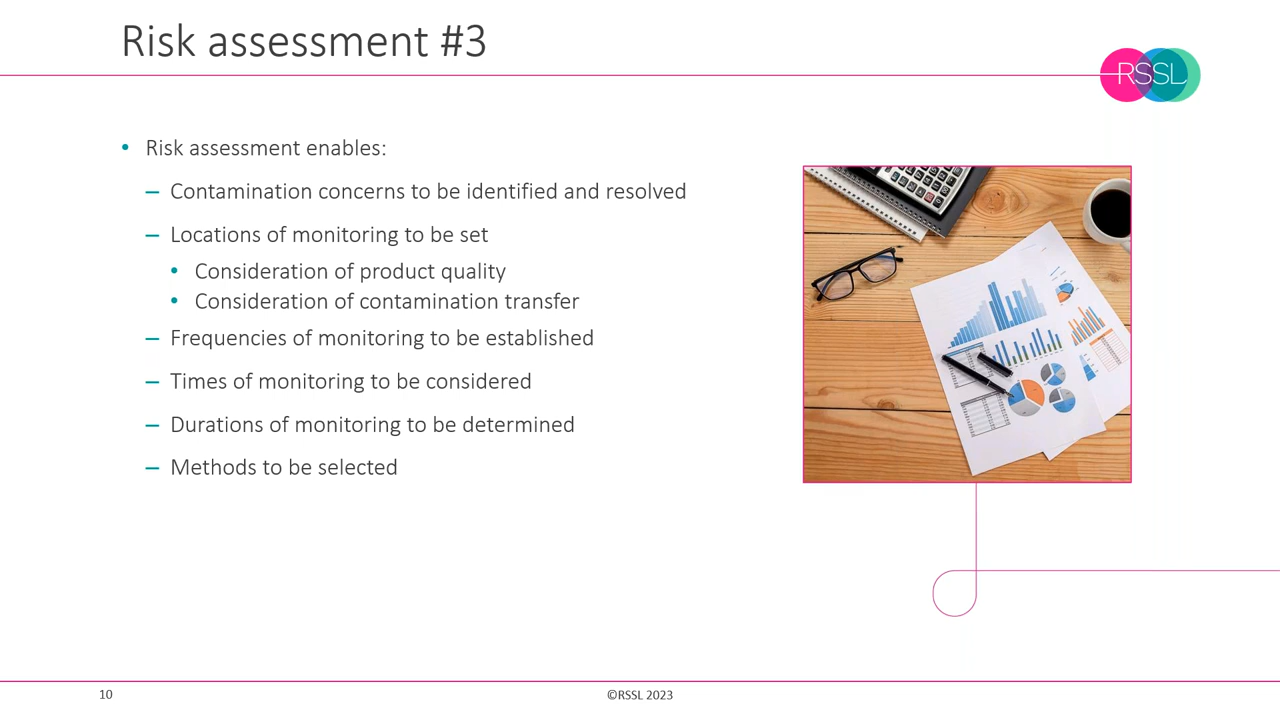 Risk assessment #3
RSSL
• Risk assessment enables:
– Contamination concerns to be identified and resolved
– Locations of monitoring to be set
• Consideration of product quality
• Consideration of contamination transfer
– Frequencies of monitoring to be established
– Times of monitoring to be considered
– Durations of monitoring to be determined
– Methods to be selected
10
©RSSL 2023